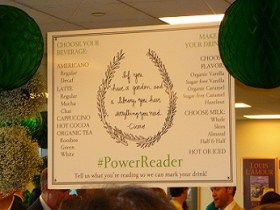 CHOOSE YOUR
BEVERAGE:
AMERICANO
Regular
Decaf
LATTE
Regular
Mocha
Chai
CAPPUCCINO
HOT COCOA
ORGANIC TEA
Rooibos
Green
White
If you
have a garden and
a library, you have
everything you need.
Cicero
MAKE
YOUR DRINK
CHOOSE
FLAVOR:
Organic Vanilla
Sugar Free Vanilla
Organic Caramel
Sugar Free Caramel
Hazelnut
CHOOSE MILK:
Whole
Skim
Almond
Half & Half
HOT OR ICED
#PowerReader
Tell us what you're reading so we can mark your drink!
LOUIS
L'AMOUR